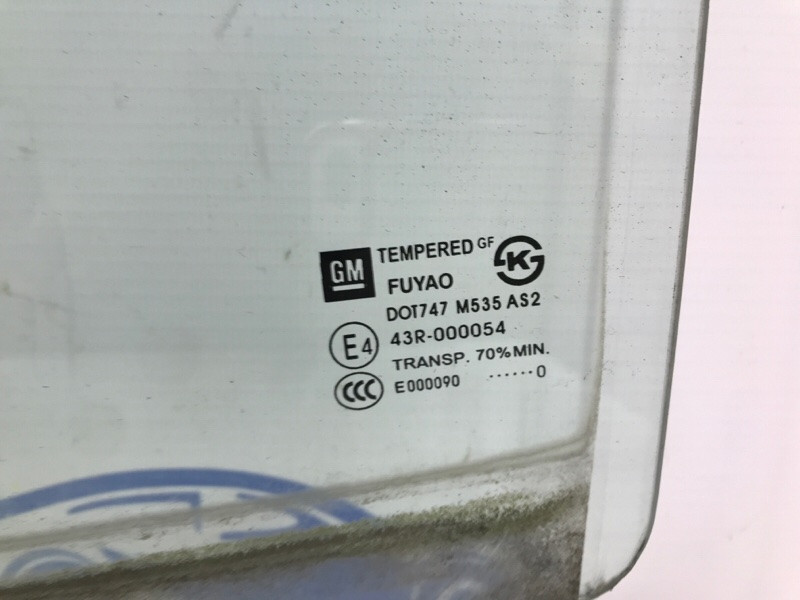 GM TEMPERED GF K
FUYAO
DOT747 M535 AS2
E4 43R-000054
TRANSP. 70%MIN.
CCC E000090 ······0